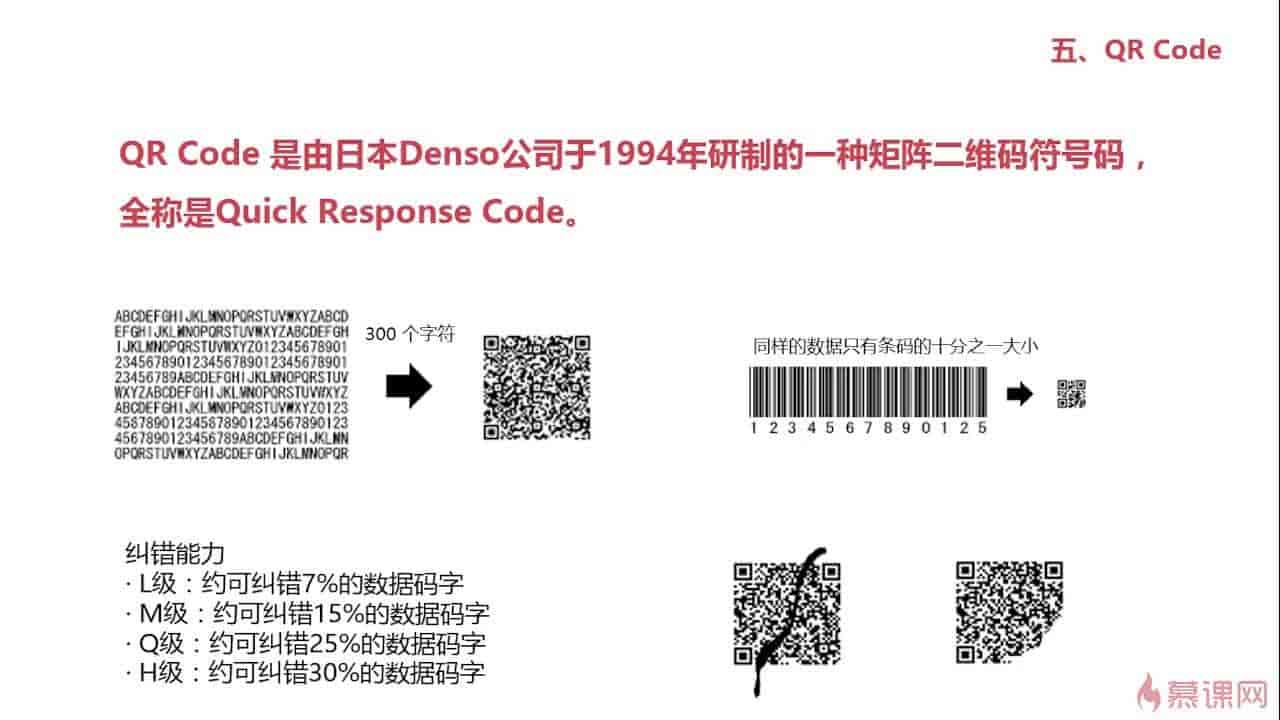 五、QR Code
QR Code 是由日本Denso公司于1994年研制的一种矩阵二维码符号码，
全称是Quick Response Code。
ABCDEFGHIJKLMNOPQRSTUVWXYZABCD
EFGHIJKLMNOPQRSTUVWXYZABCDEFGH
IJKLMNOPQRSTUVWXYZ012345678901
234567890123456789012345678901
23456789ABCDEFGHIJKLMNOPQRSTUV
WXYZABCDEFGHIJKLMNOPQRSTUVWXYZ
ABCDEFGHIJKLMNOPQRSTUVWXYZ0123
456789012345678901234567890123
4567890123456789ABCDEFGHIJKLMN
OPQRSTUVWXYZABCDEFGHIJKLMNOPQR
300 个字符
同样的数据只有条码的十分之一大小
1 2 3 4 5 6 7 8 9 0 1 2 5
纠错能力
· L级：约可纠错7%的数据码字
· M级：约可纠错15%的数据码字
· Q级：约可纠错25%的数据码字
· H级：约可纠错30%的数据码字
慕课网